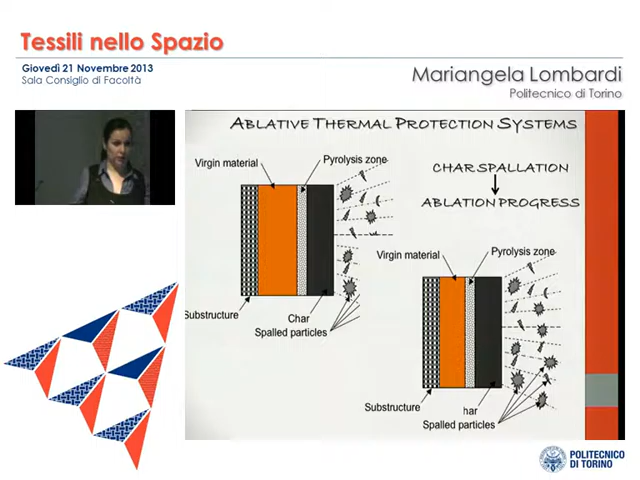 Tessili nello Spazio
Giovedì 21 Novembre 2013
Sala Consiglio di Facoltà
Mariangela Lombardi
Politecnico di Torino
ABLATIVE THERMAL PROTECTION SYSTEMS
Virgin material
Pyrolysis zone
Substructure
Char
Spalled particles
CHAR SPALLATION
ABLATION PROGRESS
Virgin material
Pyrolysis zone
Substructure
har
Spalled particles
POLITECNICO
DI TORINO